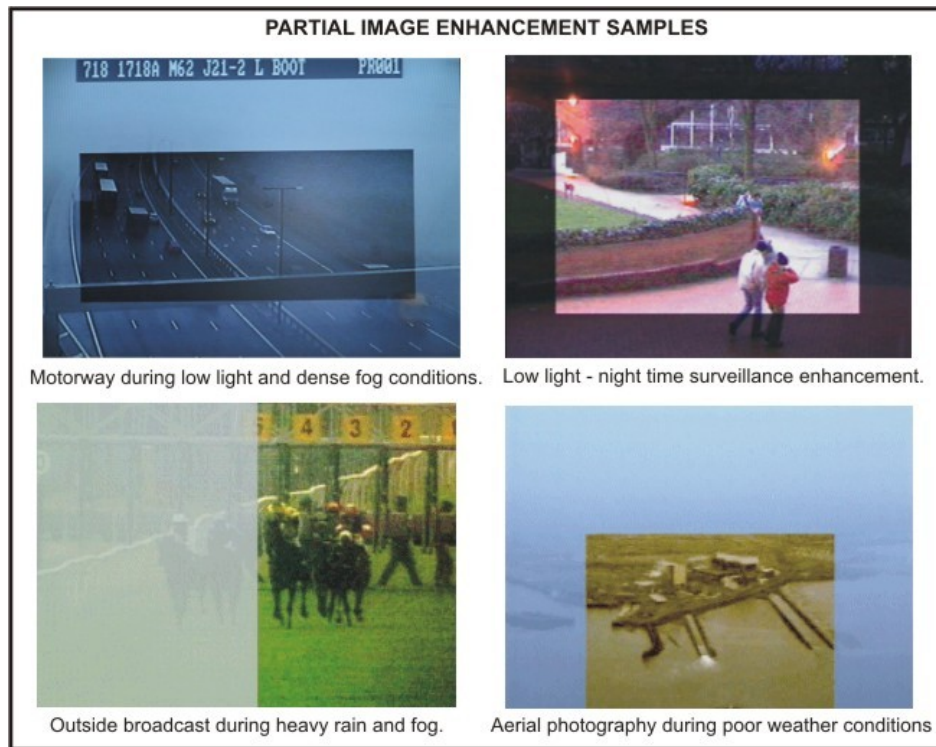 PARTIAL IMAGE ENHANCEMENT SAMPLES
718 1718A M62 J21-2 L BOOT PR001
Motorway during low light and dense fog conditions.
Low light - night time surveillance enhancement.
5 4 3 2 1
Outside broadcast during heavy rain and fog.
Aerial photography during poor weather conditions